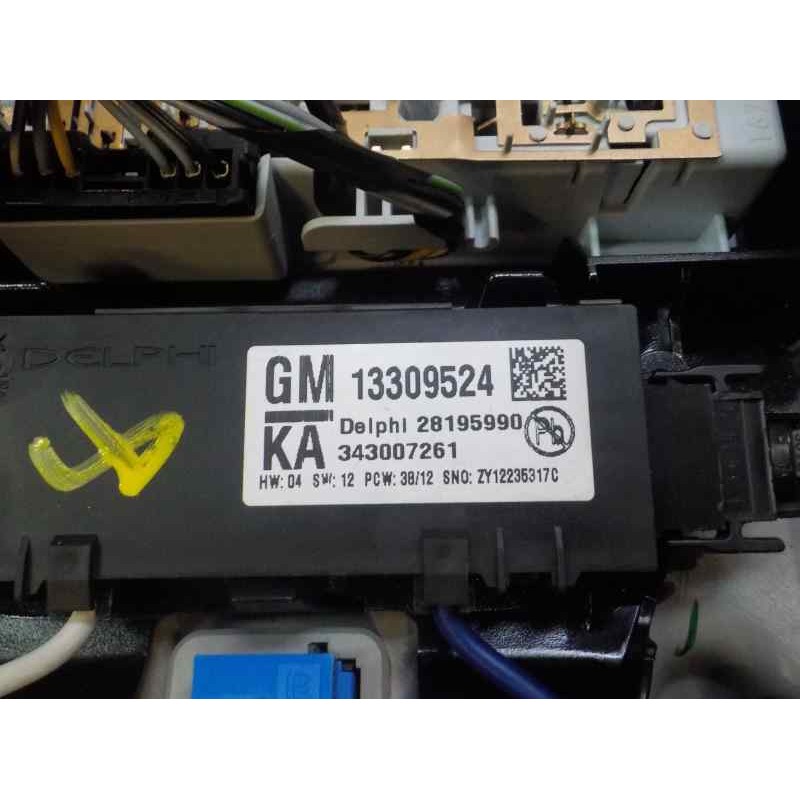 DELPHI
GM 13309524
KA Delphi 28195990 Pb
343007261
HW: 04 SW: 12 PCW: 38/12 SNO: ZY12235317C